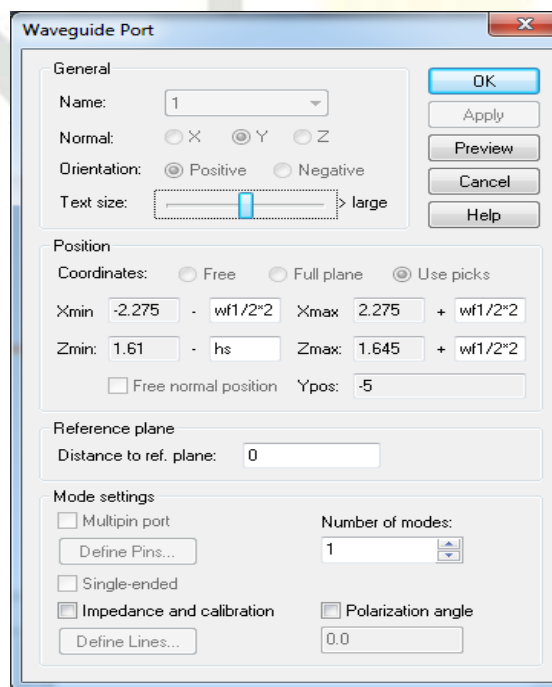 Waveguide Port
General
Name: 1
Normal: X Y Z
Orientation: Positive Negative
Text size: > large
OK
Apply
Preview
Cancel
Help
Position
Coordinates: Free Full plane Use picks
Xmin -2.275 - wf1/2*2 Xmax 2.275 + wf1/2*2
Zmin: 1.61 - hs Zmax: 1.645 + wf1/2*2
Free normal position Ypos: -5
Reference plane
Distance to ref. plane: 0
Mode settings
Multipin port Number of modes:
Define Pins... 1
Single-ended
Impedance and calibration Polarization angle
Define Lines... 0.0